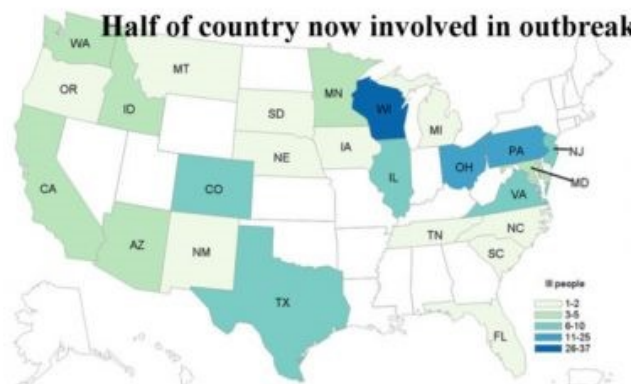 Half of country now involved in outbreak
WA
MT
OR
ID
MN
WI
SD
MI
IA
NE
PA
NJ
OH
IL
MD
CA
CO
VA
NC
TN
AZ
NM
SC
TX
Ill people
1-2
3-5
6-10
11-25
26-37
FL